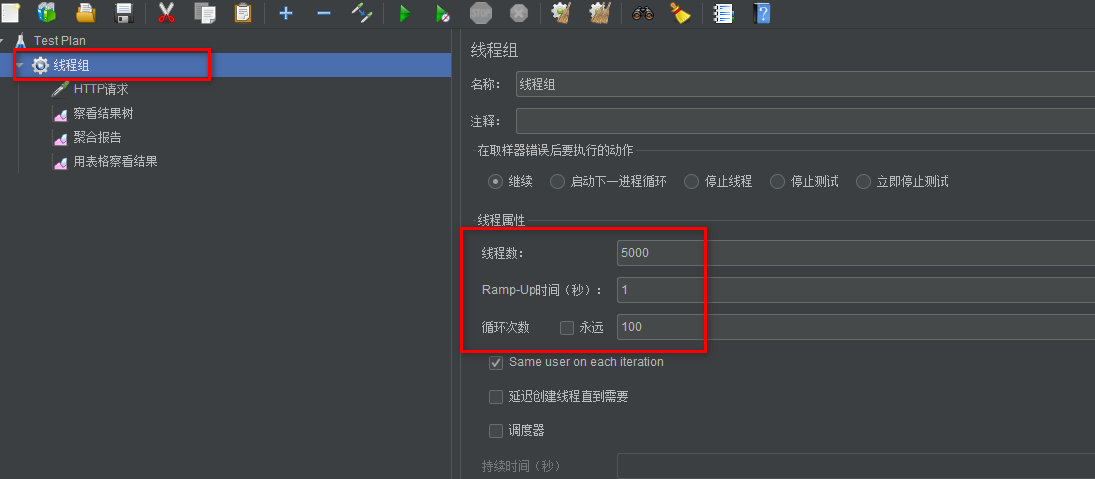 STOP
Test Plan
线程组
HTTP请求
察看结果树
聚合报告
用表格察看结果
线程组
名称： 线程组
注释：
在取样器错误后要执行的动作
继续 启动下一进程循环 停止线程 停止测试 立即停止测试
线程属性
线程数： 5000
Ramp-Up时间（秒）： 1
循环次数 永远 100
Same user on each iteration
延迟创建线程直到需要
调度器
持续时间（秒）